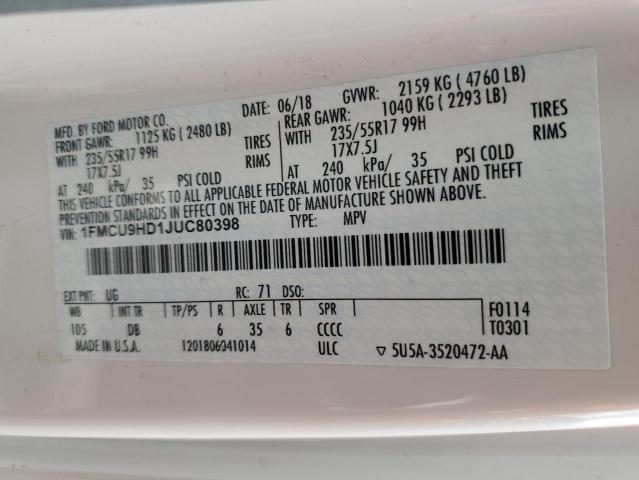 MFD. BY FORD MOTOR CO.
DATE: 06/18 GVWR: 2159 KG ( 4760 LB)
FRONT GAWR: 1125 KG ( 2480 LB) REAR GAWR: 1040 KG ( 2293 LB)
WITH 235/55R17 99H TIRES WITH 235/55R17 99H TIRES
17X7.5J RIMS 17X7.5J RIMS
AT 240 kPa/ 35 PSI COLD AT 240 kPa/ 35 PSI COLD
THIS VEHICLE CONFORMS TO ALL APPLICABLE FEDERAL MOTOR VEHICLE SAFETY AND THEFT
PREVENTION STANDARDS IN EFFECT ON THE DATE OF MANUFACTURE SHOWN ABOVE.
VIN: 1FMCU9HD1JUC80398 TYPE: MPV
EXT PNT: UG RC: 71 DSO:
WB INT TR TP/PS R AXLE TR SPR
105 DB 6 35 6 CCCC
F0114
T0301
MADE IN U.S.A. ULC ▽ 5U5A-3520472-AA